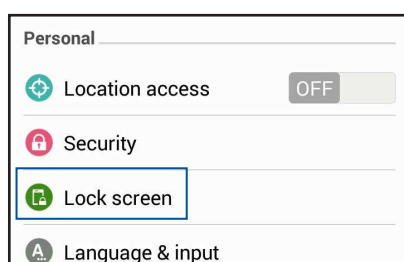 Personal
Location access OFF
Security
Lock screen
A
Language & input